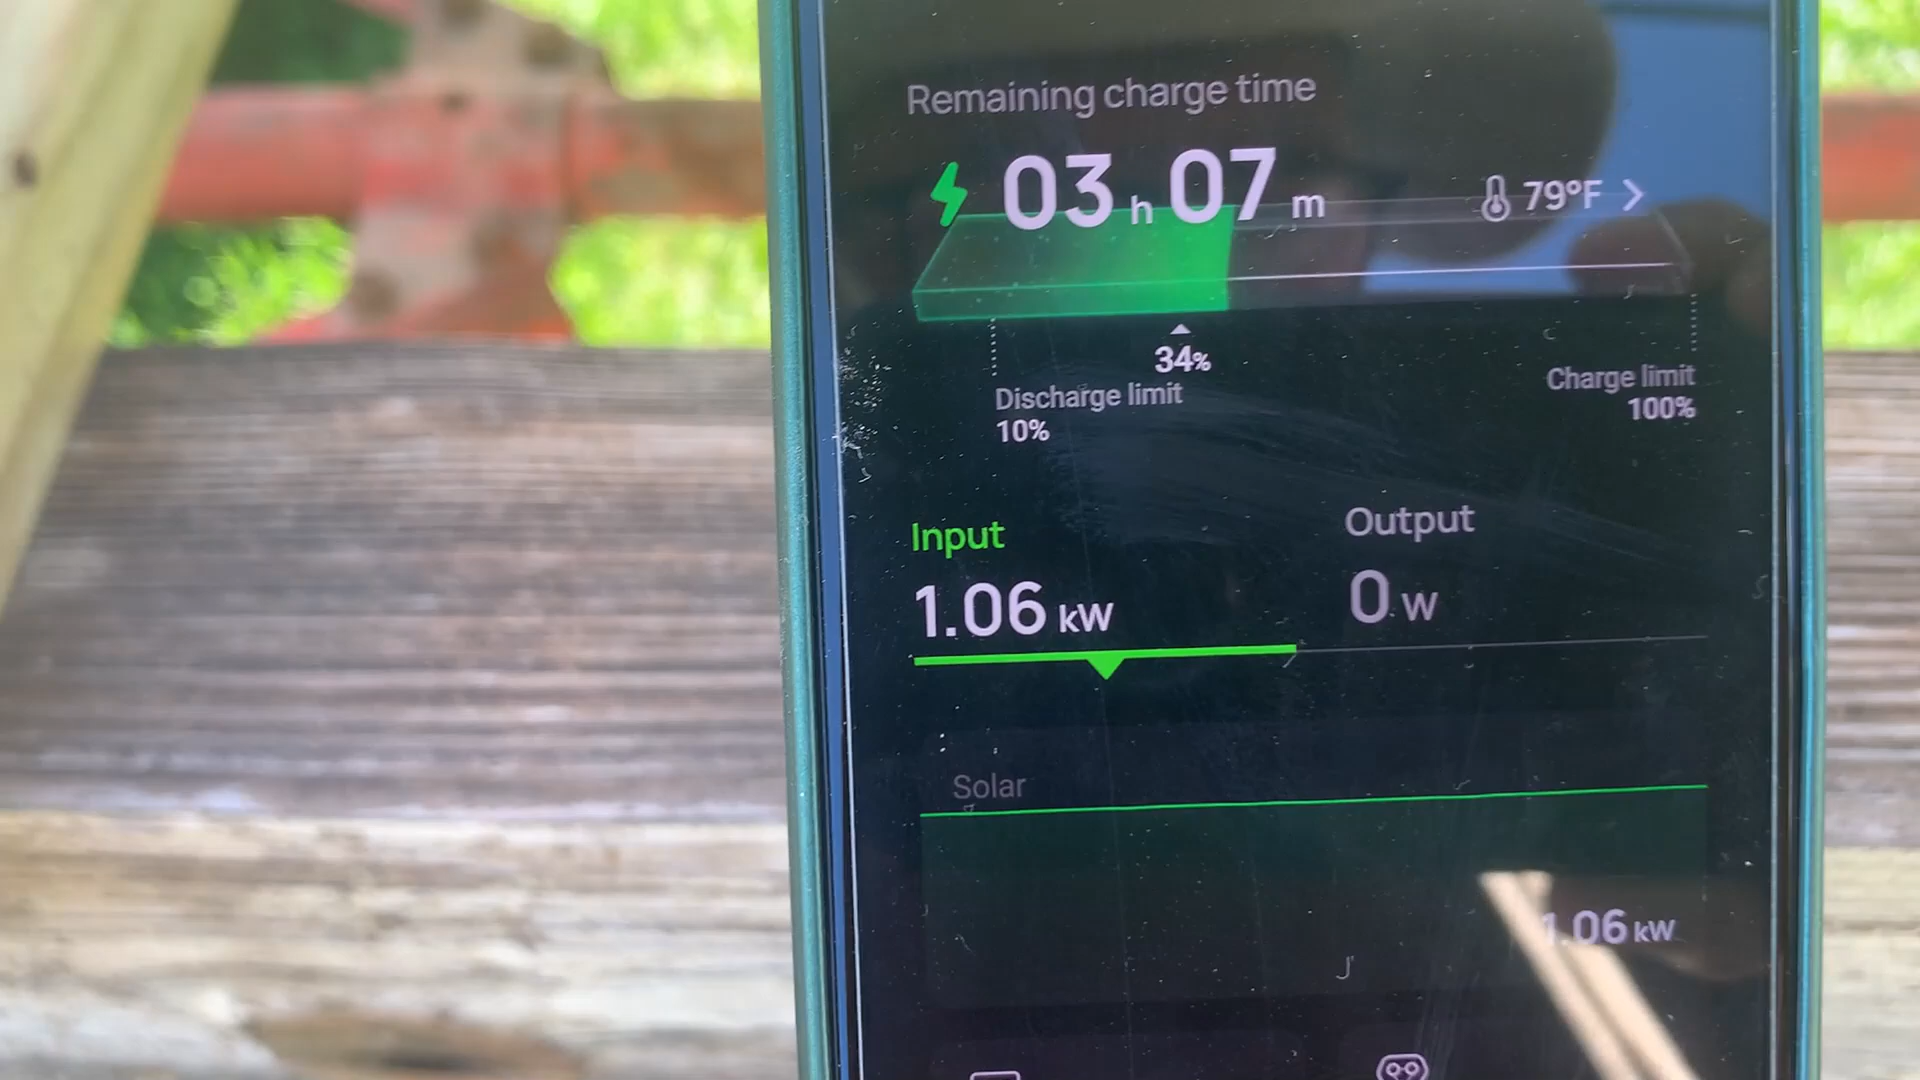 Remaining charge time
03 h 07 m
79°F
34%
Discharge limit
10%
Charge limit
100%
Input
1.06 kW
Output
0 W
Solar
1.06 kW